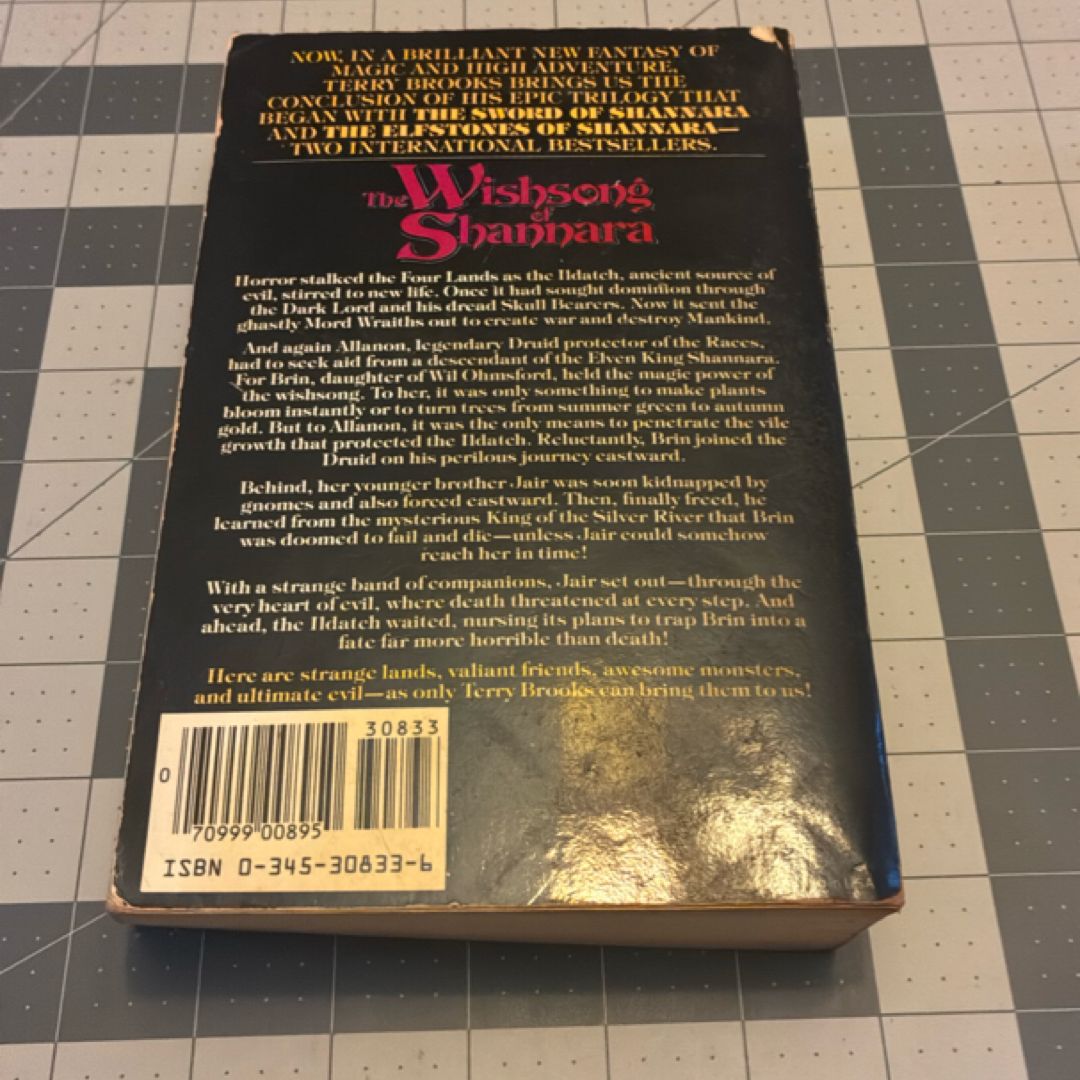 NOW, IN A BRILLIANT NEW FANTASY OF
MAGIC AND HIGH ADVENTURE,
TERRY BROOKS BRINGS US THE
CONCLUSION OF HIS EPIC TRILOGY THAT
BEGAN WITH THE SWORD OF SHANNARA
AND THE ELFSTONES OF SHANNARA—
TWO INTERNATIONAL BESTSELLERS.
The Wishsong
of
Shannara
Horror stalked the Four Lands as the Ildatch, ancient source of
evil, stirred to new life. Once it had sought dominion through
the Dark Lord and his dread Skull Bearers. Now it sent the
ghastly Mord Wraiths out to create war and destroy Mankind.
And again Allanon, legendary Druid protector of the Races,
had to seek aid from a descendant of the Elven King Shannara.
For Brin, daughter of Wil Ohmsford, held the magic power of
the wishsong. To her, it was only something to make plants
bloom instantly or to turn trees from summer green to autumn
gold. But to Allanon, it was the only means to penetrate the vile
growth that protected the Ildatch. Reluctantly, Brin joined the
Druid on his perilous journey eastward.
Behind, her younger brother Jair was soon kidnapped by
gnomes and also forced eastward. Then, finally freed, he
learned from the mysterious King of the Silver River that Brin
was doomed to fail and die—unless Jair could somehow
reach her in time!
With a strange band of companions, Jair set out—through the
very heart of evil, where death threatened at every step. And
ahead, the Ildatch waited, nursing its plans to trap Brin into a
fate far more horrible than death!
Here are strange lands, valiant friends, awesome monsters,
and ultimate evil—as only Terry Brooks can bring them to us!
30833
0
70999 00895
ISBN 0-345-30833-6